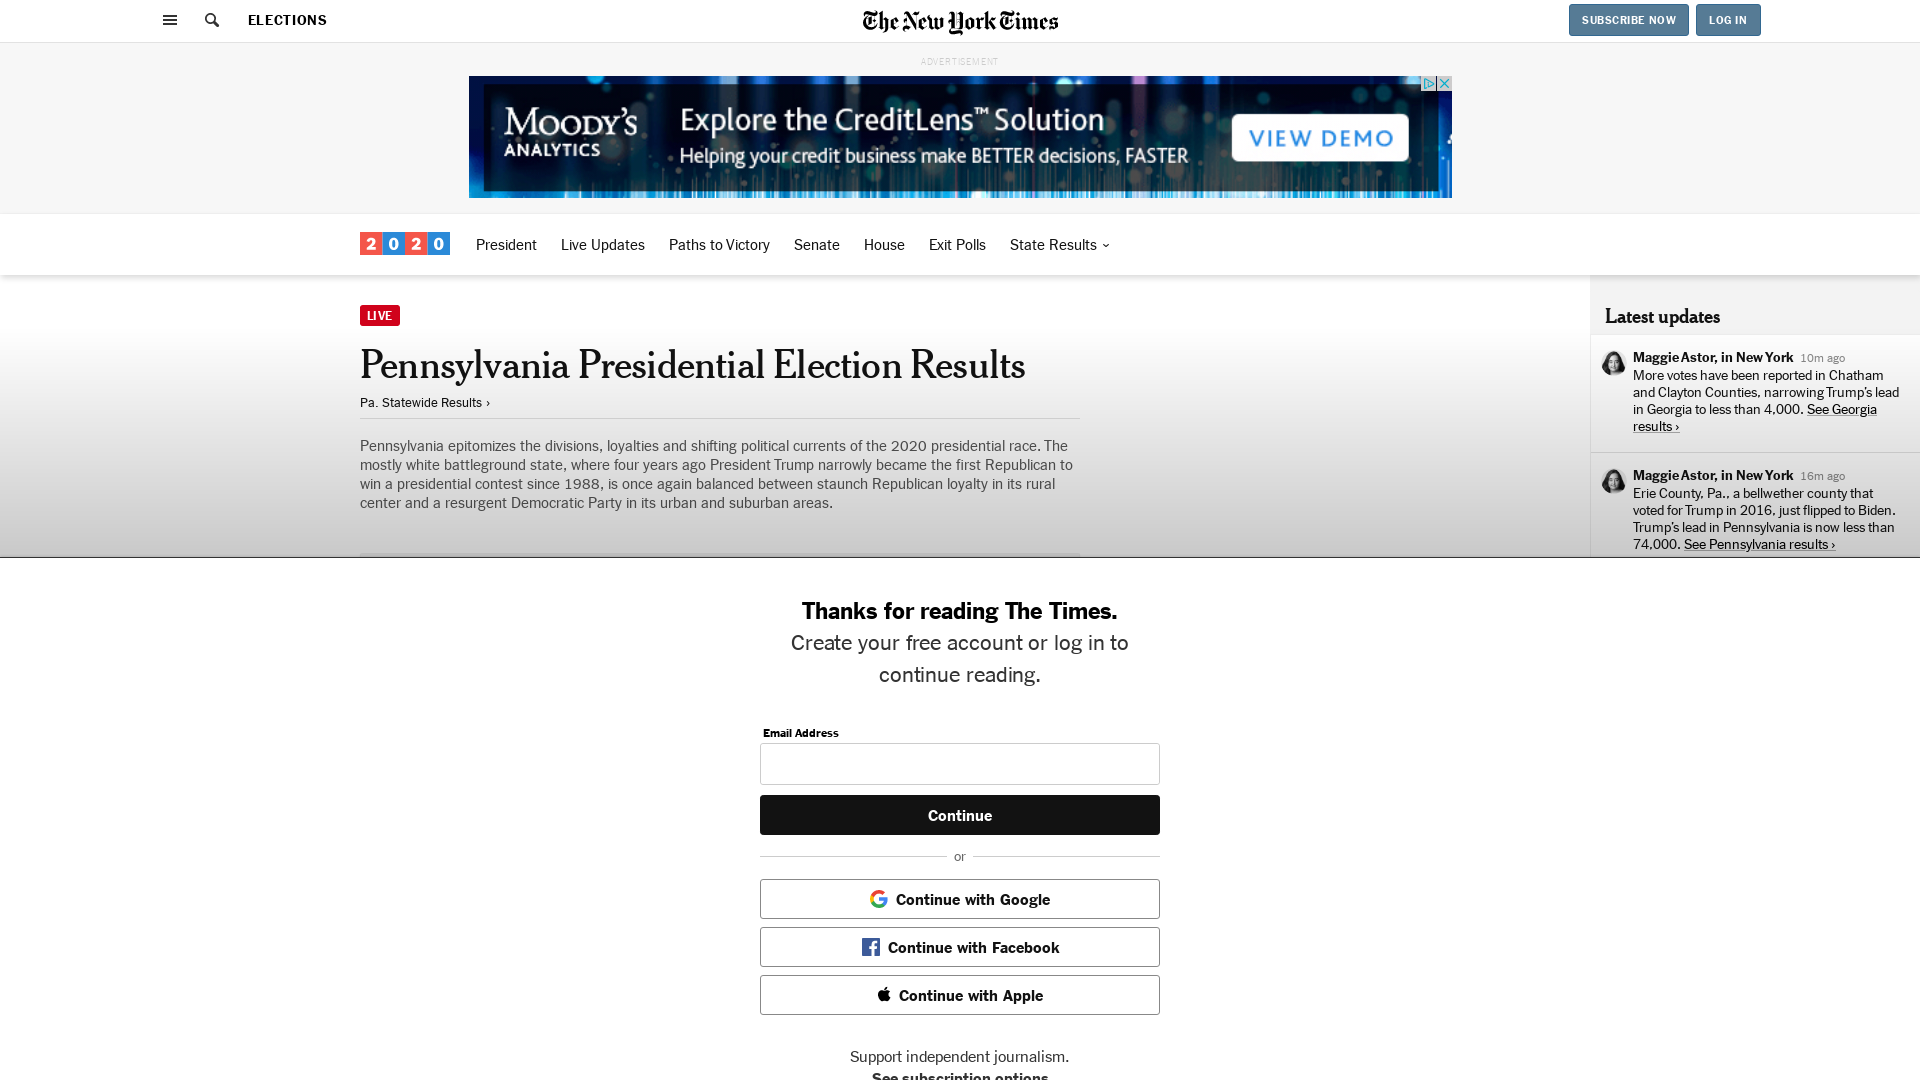 ELECTIONS
The New York Times
SUBSCRIBE NOW
LOG IN
ADVERTISEMENT
MOODY'S
ANALYTICS
Explore the CreditLens™ Solution
Helping your credit business make BETTER decisions, FASTER
VIEW DEMO
2020
President
Live Updates
Paths to Victory
Senate
House
Exit Polls
State Results
LIVE
Pennsylvania Presidential Election Results
Pa. Statewide Results ›
Pennsylvania epitomizes the divisions, loyalties and shifting political currents of the 2020 presidential race. The
mostly white battleground state, where four years ago President Trump narrowly became the first Republican to
win a presidential contest since 1988, is once again balanced between staunch Republican loyalty in its rural
center and a resurgent Democratic Party in its urban and suburban areas.
Latest updates
Maggie Astor, in New York 10m ago
More votes have been reported in Chatham
and Clayton Counties, narrowing Trump's lead
in Georgia to less than 4,000. See Georgia
results ›
Maggie Astor, in New York 16m ago
Erie County, Pa., a bellwether county that
voted for Trump in 2016, just flipped to Biden.
Trump's lead in Pennsylvania is now less than
74,000. See Pennsylvania results ›
Thanks for reading The Times.
Create your free account or log in to
continue reading.
Email Address
Continue
or
Continue with Google
Continue with Facebook
Continue with Apple
Support independent journalism.
See subscription options